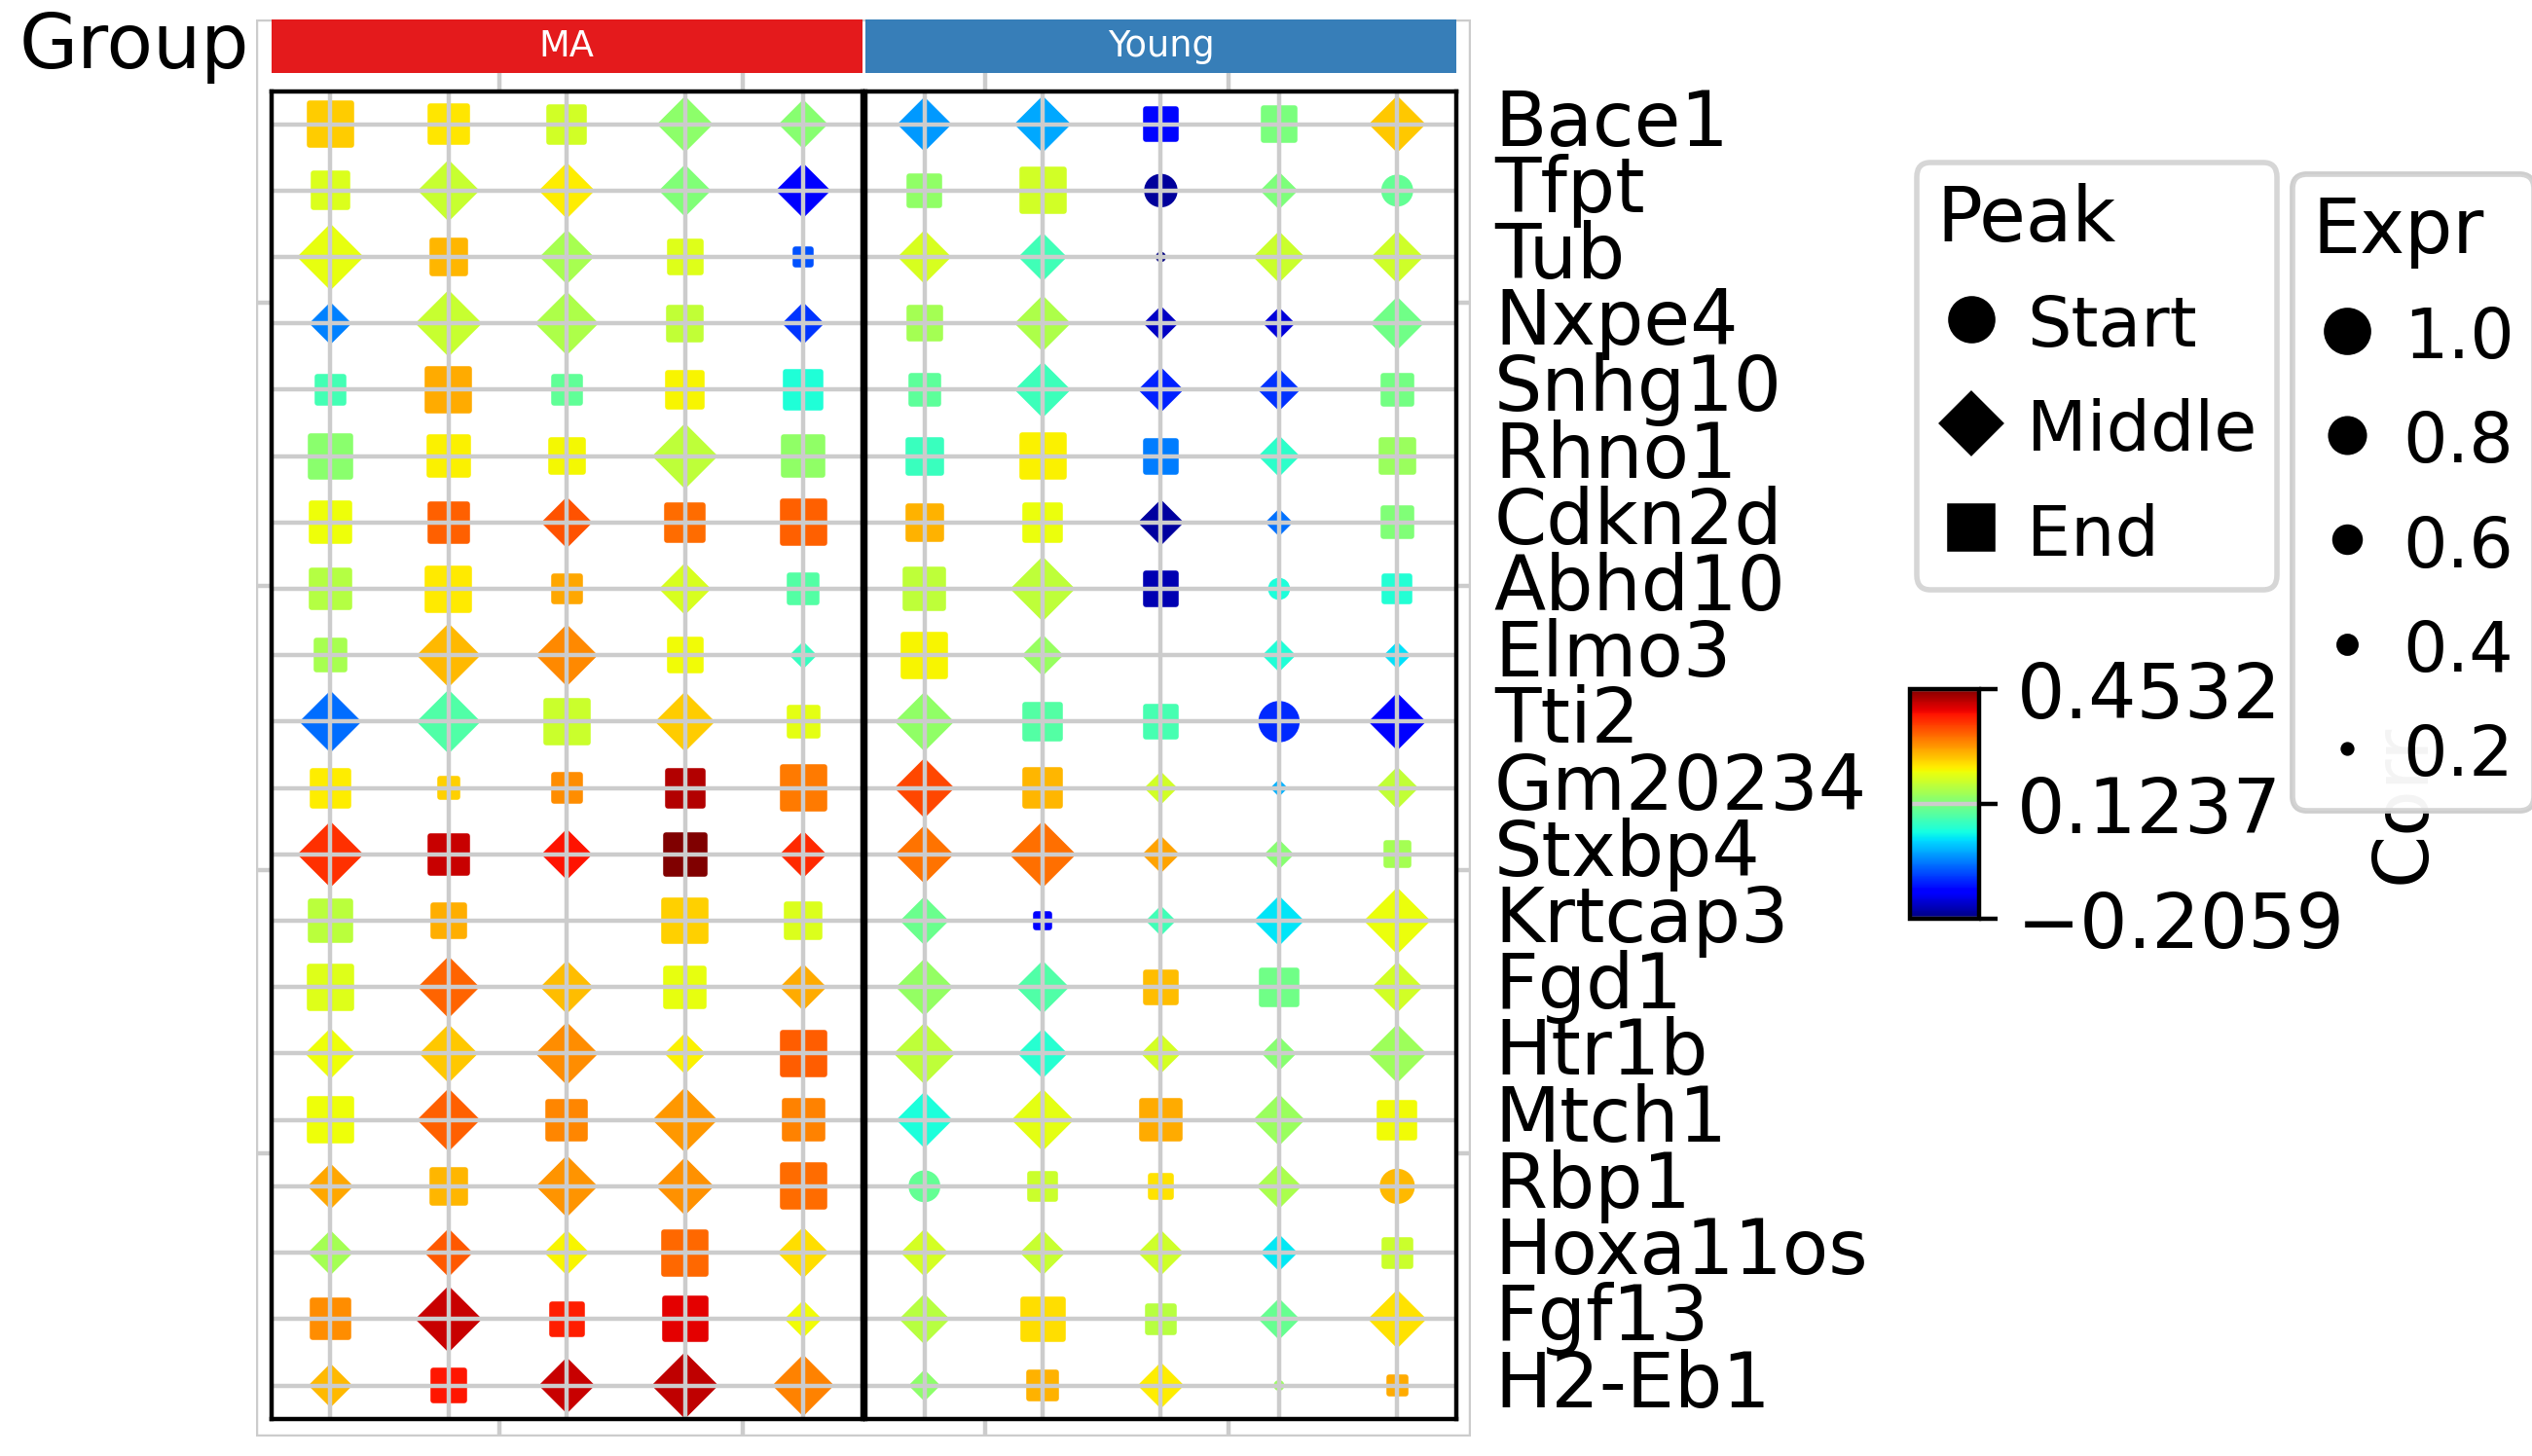 Group
MA
Young
Bace1
Tfpt
Tub
Nxpe4
Snhg10
Rhno1
Cdkn2d
Abhd10
Elmo3
Tti2
Gm20234
Stxbp4
Krtcap3
Fgd1
Htr1b
Mtch1
Rbp1
Hoxa11os
Fgf13
H2-Eb1
Peak
Start
Middle
End
0.4532
0.1237
−0.2059
Corr
Expr
1.0
0.8
0.6
0.4
0.2